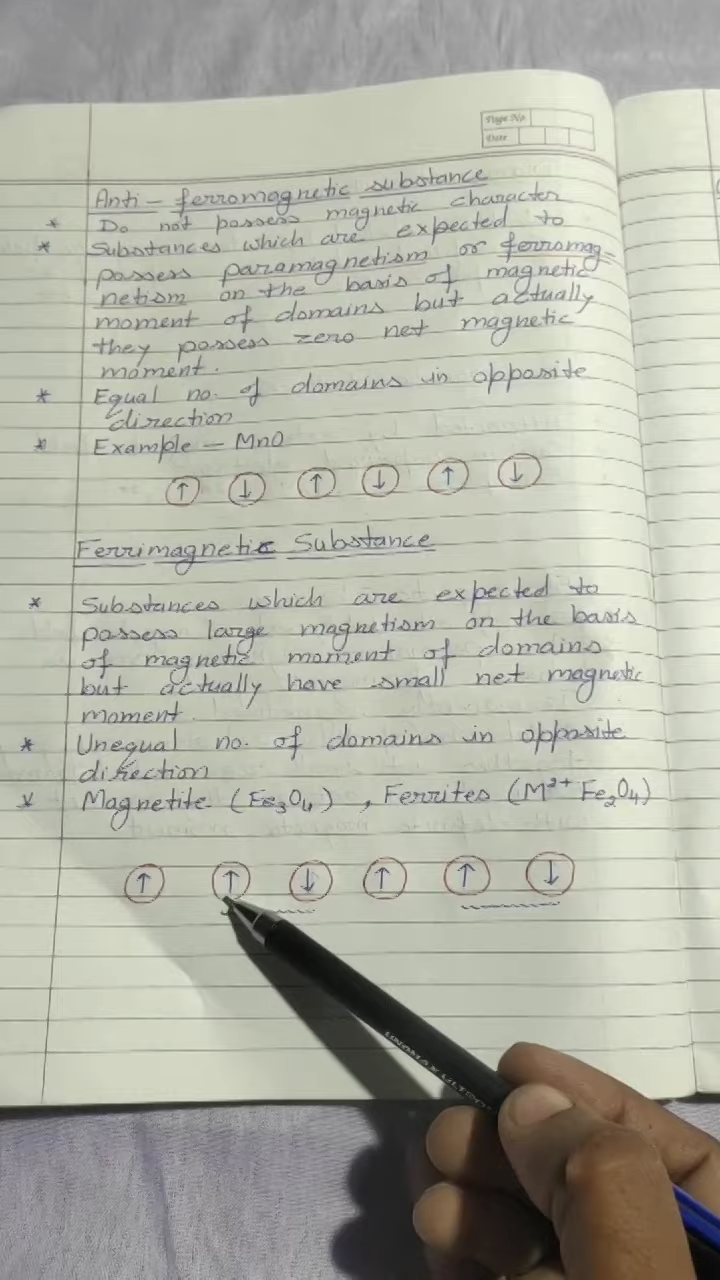 Page No
Date
Anti - ferromagnetic substance
* Do not possess magnetic character
* Substances which are expected to
possess paramagnetism or ferromag-
netism on the basis of magnetic
moment of domains but actually
they possess zero net magnetic
moment.
* Equal no. of domains in opposite
direction
* Example - MnO
↑ ↓ ↑ ↓ ↑ ↓
Ferrimagnetic Substance
* Substances which are expected to
possess large magnetism on the basis
of magnetic moment of domains
but actually have small net magnetic
moment.
* Unequal no. of domains in opposite
direction
* Magnetite (Fe₃O₄), Ferrites (M²⁺ Fe₂O₄)
↑ ↑ ↓ ↑ ↑ ↓